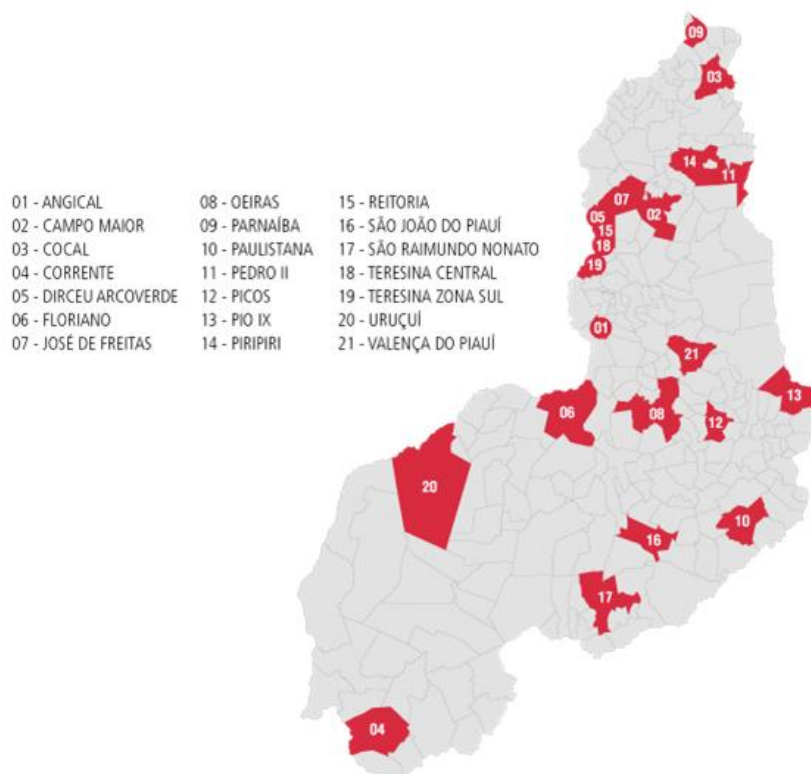 01 - ANGICAL
02 - CAMPO MAIOR
03 - COCAL
04 - CORRENTE
05 - DIRCEU ARCOVERDE
06 - FLORIANO
07 - JOSÉ DE FREITAS
08 - OEIRAS
09 - PARNAÍBA
10 - PAULISTANA
11 - PEDRO II
12 - PICOS
13 - PIO IX
14 - PIRIPIRI
15 - REITORIA
16 - SÃO JOÃO DO PIAUÍ
17 - SÃO RAIMUNDO NONATO
18 - TERESINA CENTRAL
19 - TERESINA ZONA SUL
20 - URUÇUÍ
21 - VALENÇA DO PIAUÍ
09
03
14
11
07
02
05
15
18
19
01
21
13
06
08
12
20
10
16
17
04